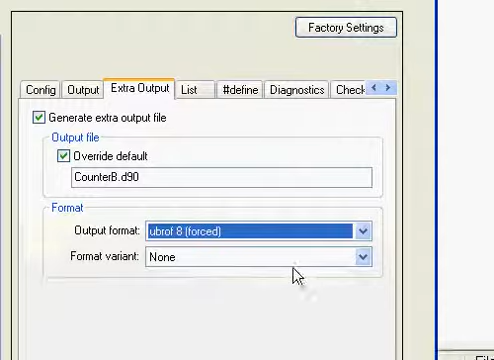 Factory Settings
Config Output Extra Output List #define Diagnostics Check
Generate extra output file
Output file
Override default
CounterB.d90
Format
Output format: ubrof 8 (forced)
Format variant: None